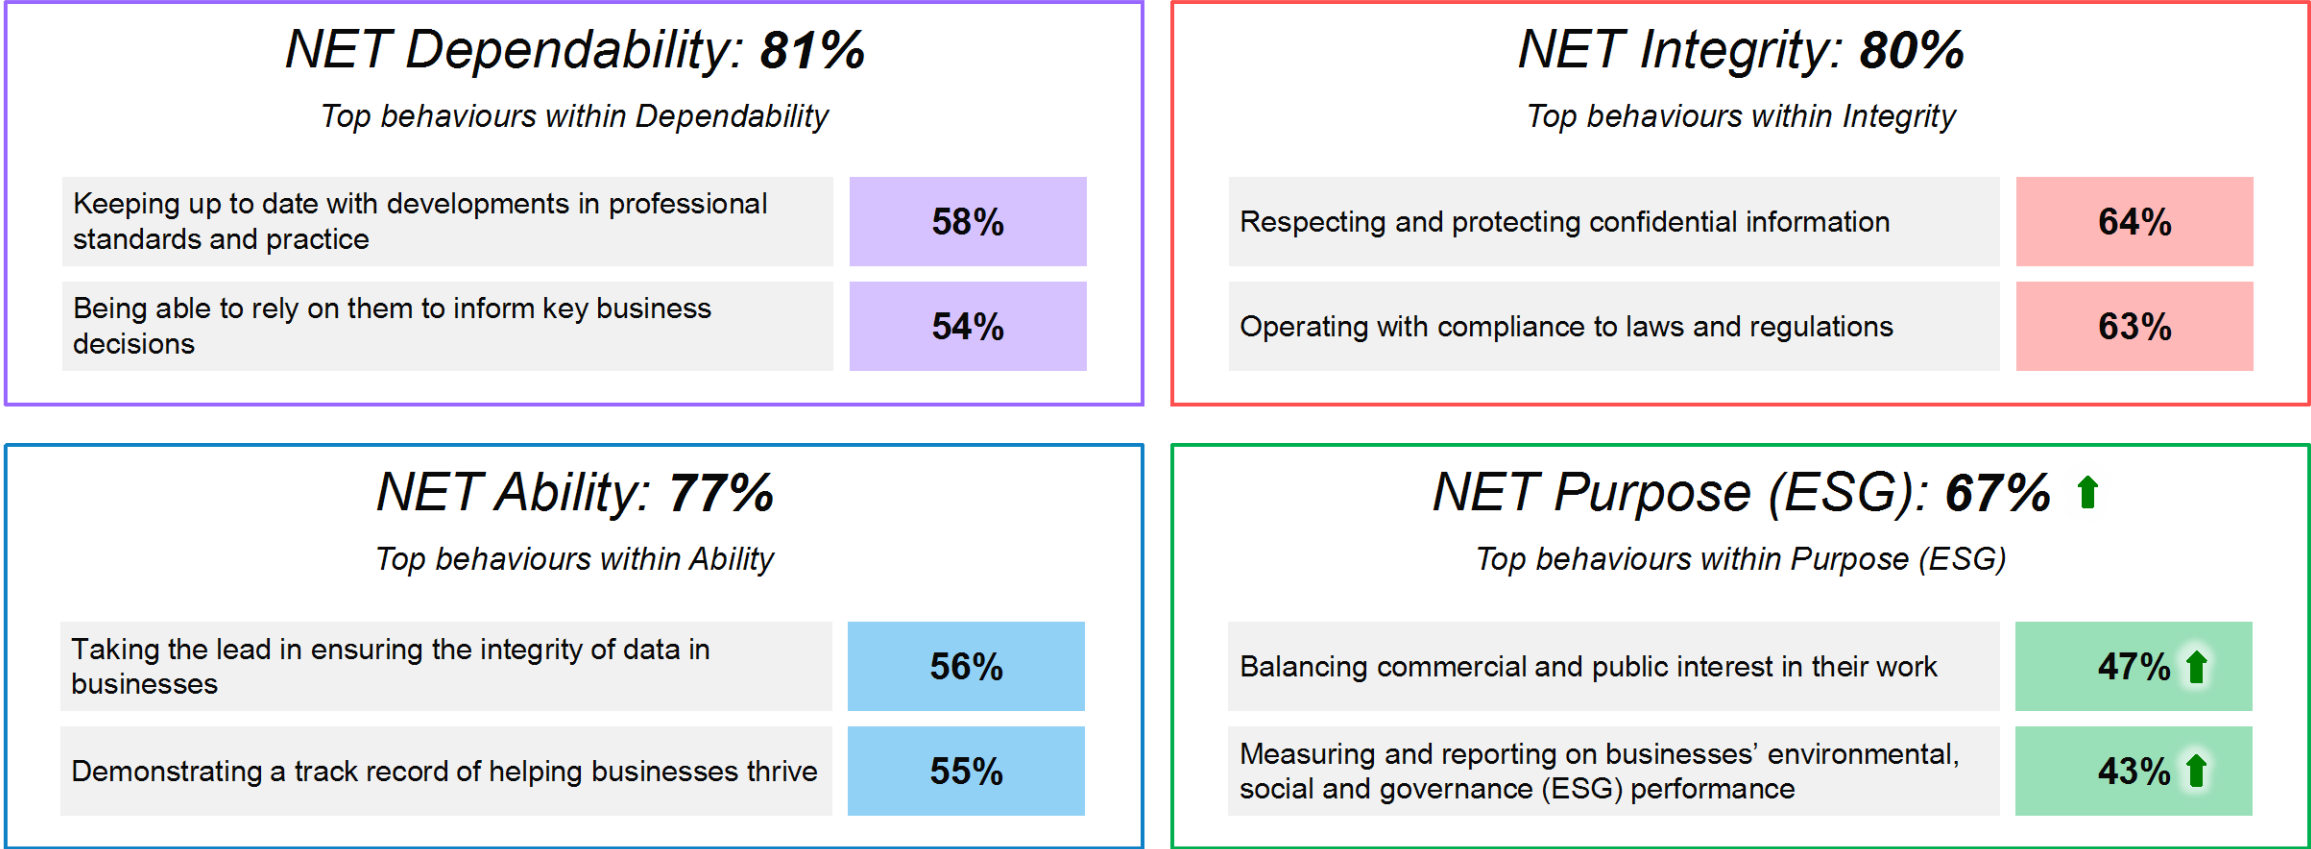 NET Dependability: 81%
Top behaviours within Dependability
Keeping up to date with developments in professional
standards and practice
58%
Being able to rely on them to inform key business
decisions
54%
NET Integrity: 80%
Top behaviours within Integrity
Respecting and protecting confidential information
64%
Operating with compliance to laws and regulations
63%
NET Ability: 77%
Top behaviours within Ability
Taking the lead in ensuring the integrity of data in
businesses
56%
Demonstrating a track record of helping businesses thrive
55%
NET Purpose (ESG): 67%
Top behaviours within Purpose (ESG)
Balancing commercial and public interest in their work
47%
Measuring and reporting on businesses’ environmental,
social and governance (ESG) performance
43%